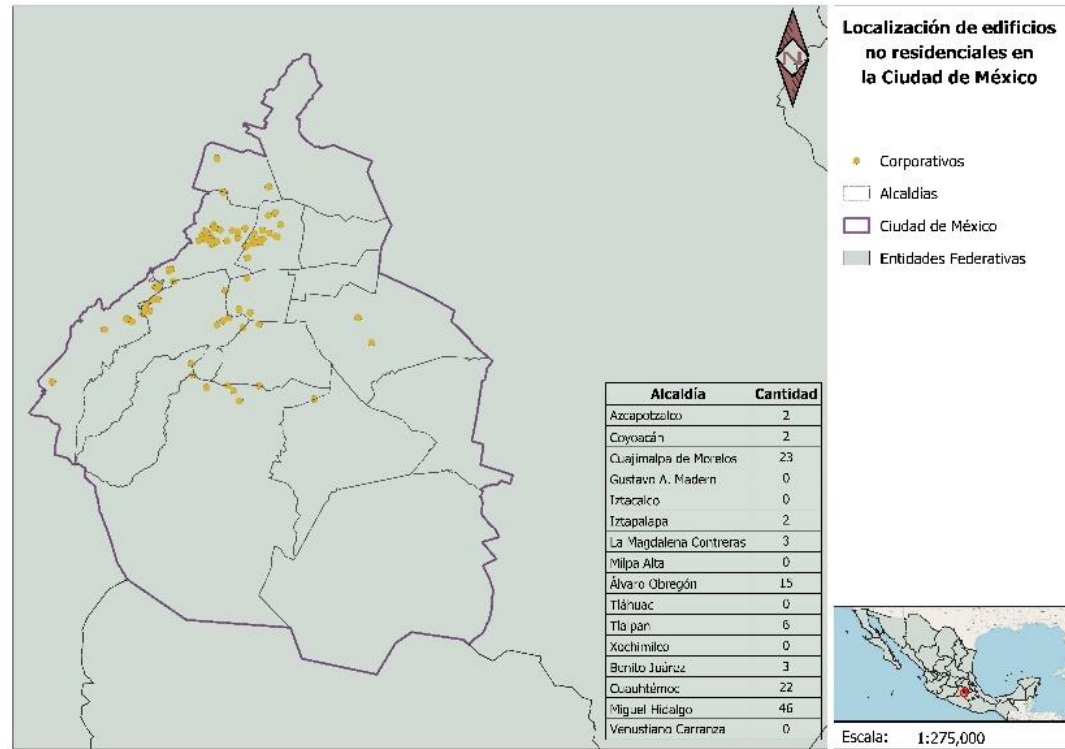 N
Localización de edificios
no residenciales en
la Ciudad de México
Corporativos
Alcaldías
Ciudad de México
Entidades Federativas
Alcaldía Cantidad
Azcapotzalco 2
Coyoacán 2
Cuajimalpa de Morelos 23
Gustavo A. Madero 0
Iztacalco 0
Iztapalapa 2
La Magdalena Contreras 3
Milpa Alta 0
Álvaro Obregón 15
Tláhuac 0
Tlalpan 6
Xochimilco 0
Benito Juárez 3
Cuauhtémoc 22
Miguel Hidalgo 46
Venustiano Carranza 0
Escala: 1:275,000